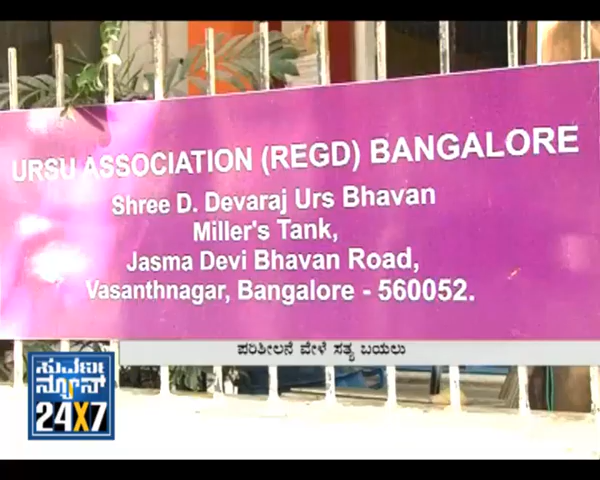 URSU ASSOCIATION (REGD) BANGALORE
Shree D. Devaraj Urs Bhavan
Miller's Tank,
Jasma Devi Bhavan Road,
Vasanthnagar, Bangalore - 560052.
ಪರಿಶೀಲನೆ ವೇಳೆ ಸತ್ಯ ಬಯಲು
ಸುವರ್ಣ
ನ್ಯೂಸ್
24X7